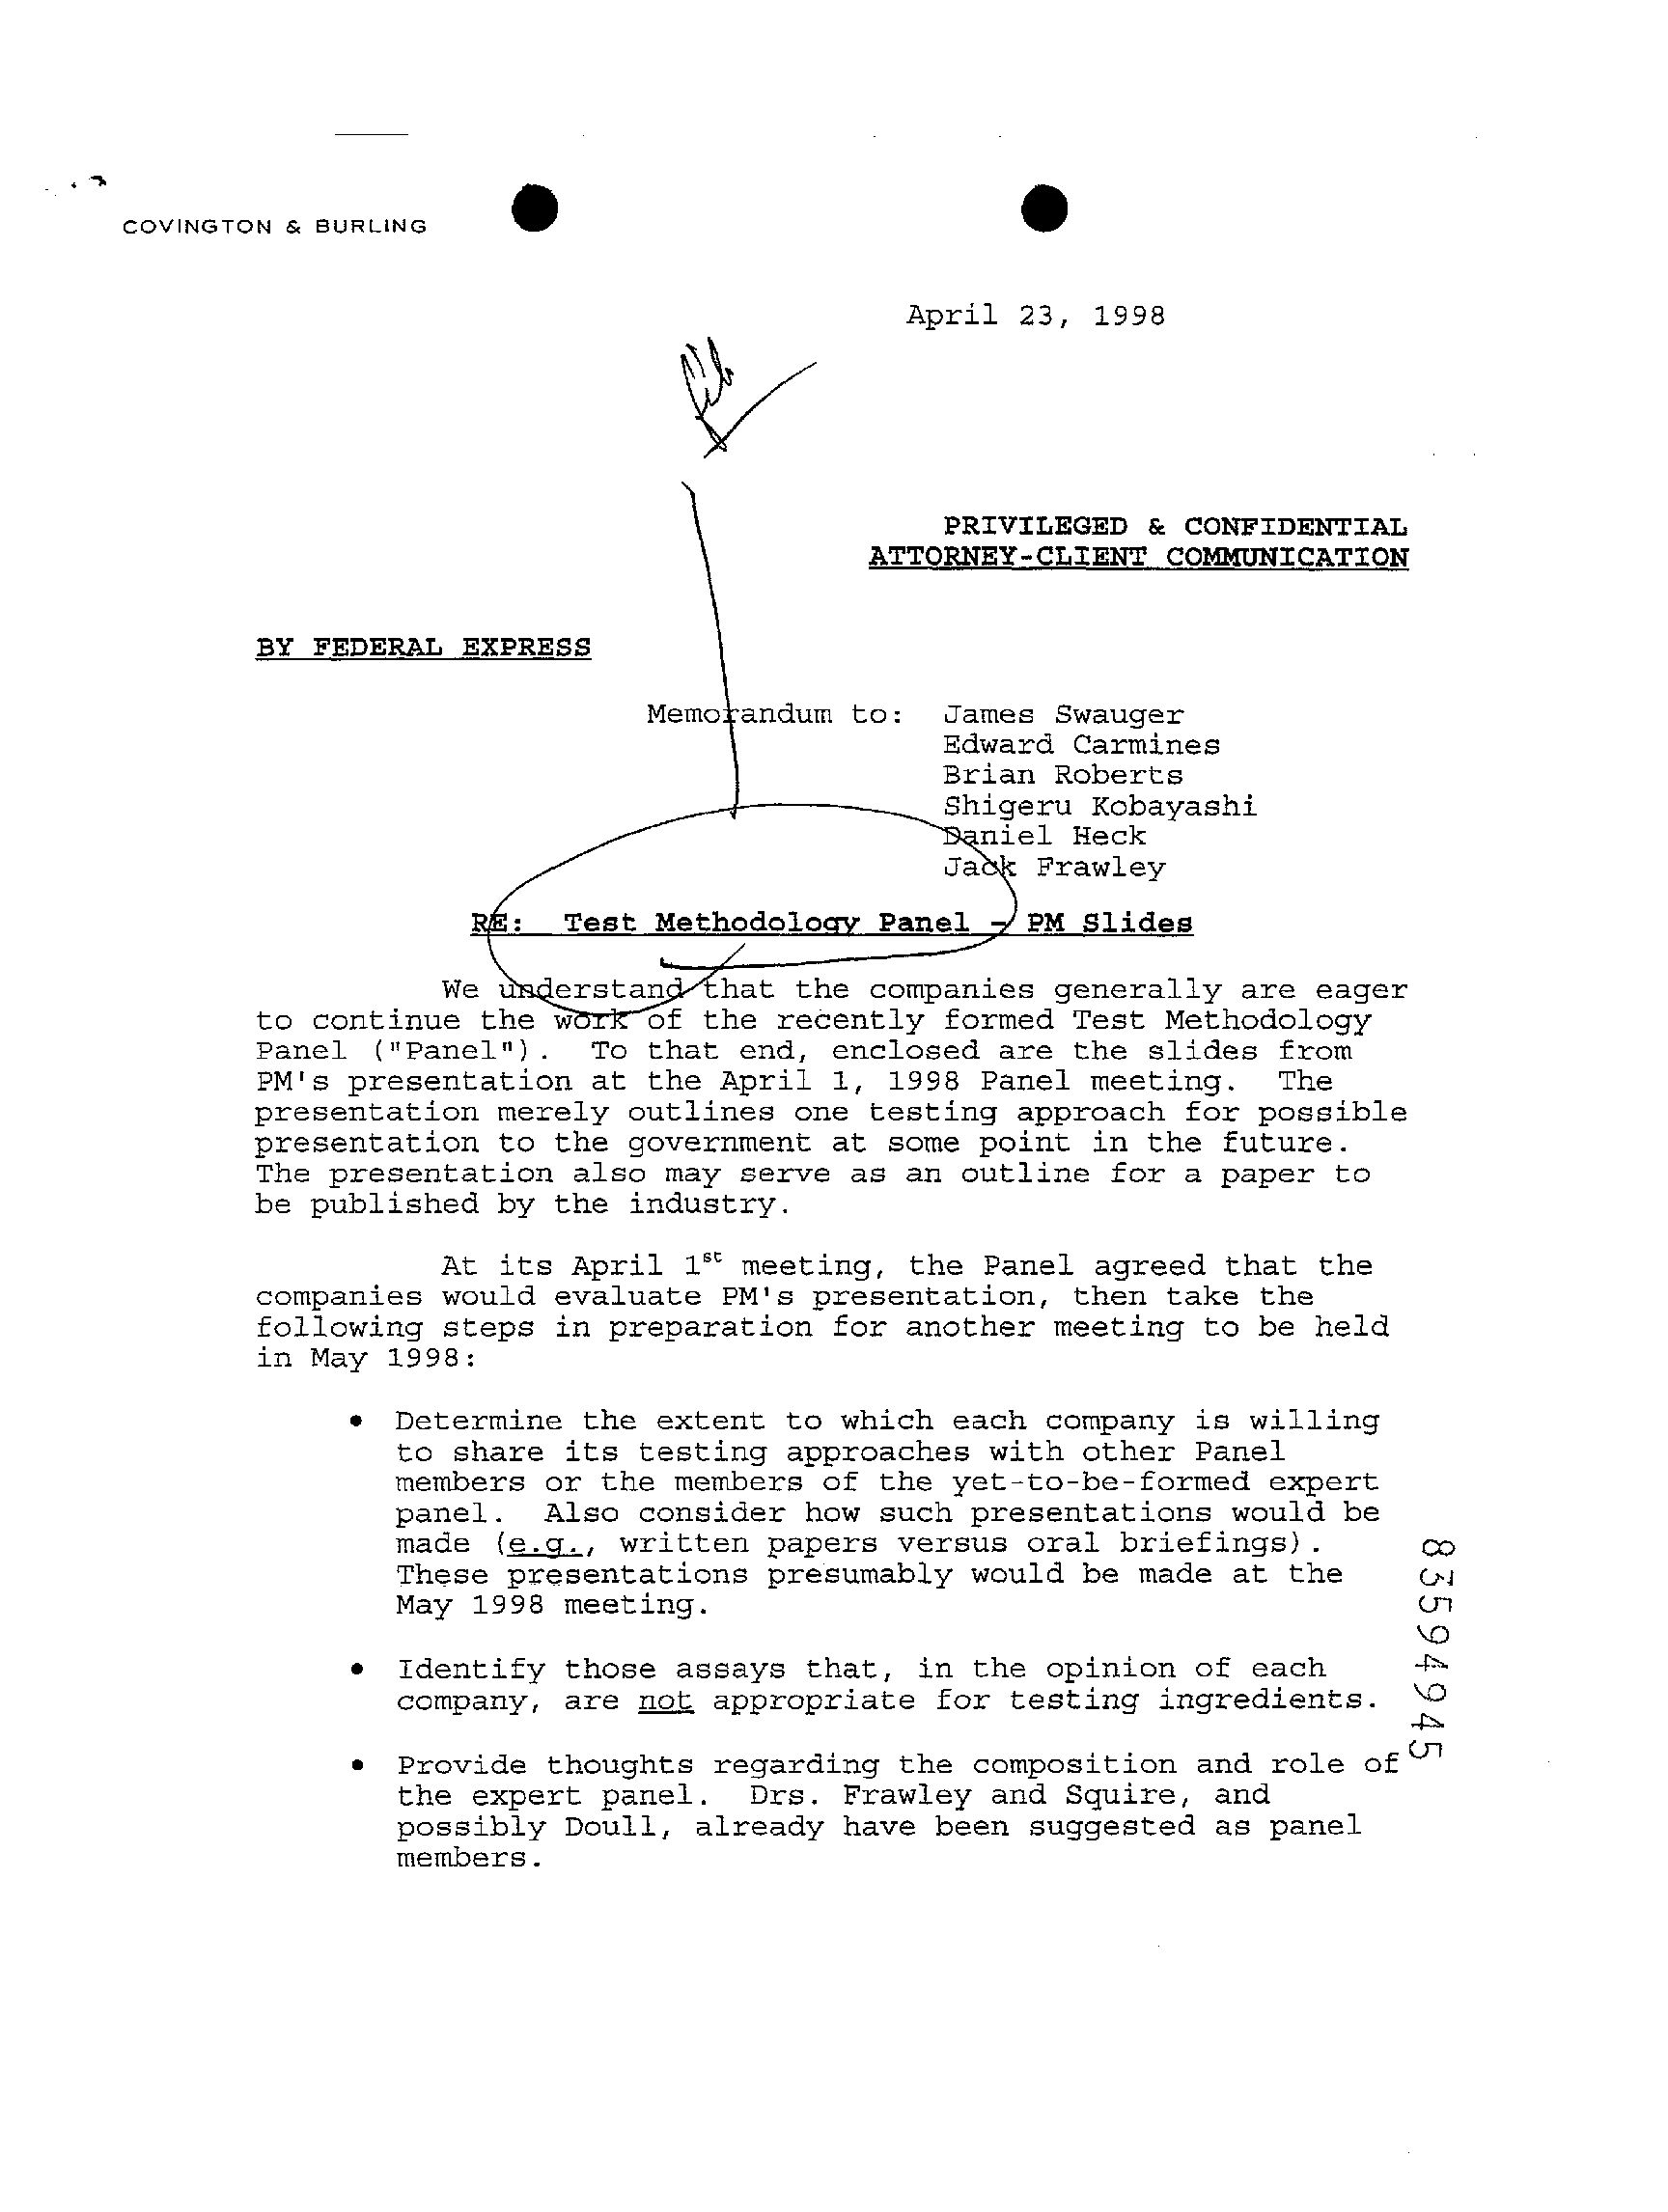 COVINGTON & BURLING
April 23, 1998
PRIVILEGED & CONFIDENTIAL
ATTORNEY-CLIENT COMMUNICATION
BY FEDERAL EXPRESS
Memorandum to: James Swauger
Edward Carmines
Brian Roberts
Shigeru Kobayashi
Daniel Heck
Jack Frawley
RE: Test Methodology Panel - PM Slides
We understand that the companies generally are eager
to continue the work of the recently formed Test Methodology
Panel ("Panel"). To that end, enclosed are the slides from
PM's presentation at the April 1, 1998 Panel meeting. The
presentation merely outlines one testing approach for possible
presentation to the government at some point in the future.
The presentation also may serve as an outline for a paper to
be published by the industry.
At its April 1st meeting, the Panel agreed that the
companies would evaluate PM's presentation, then take the
following steps in preparation for another meeting to be held
in May 1998:
• Determine the extent to which each company is willing
to share its testing approaches with other Panel
members or the members of the yet-to-be-formed expert
panel. Also consider how such presentations would be
made (e.g., written papers versus oral briefings).
These presentations presumably would be made at the
May 1998 meeting.
• Identify those assays that, in the opinion of each
company, are not appropriate for testing ingredients.
• Provide thoughts regarding the composition and role of
the expert panel. Drs. Frawley and Squire, and
possibly Doull, already have been suggested as panel
members.
83594945